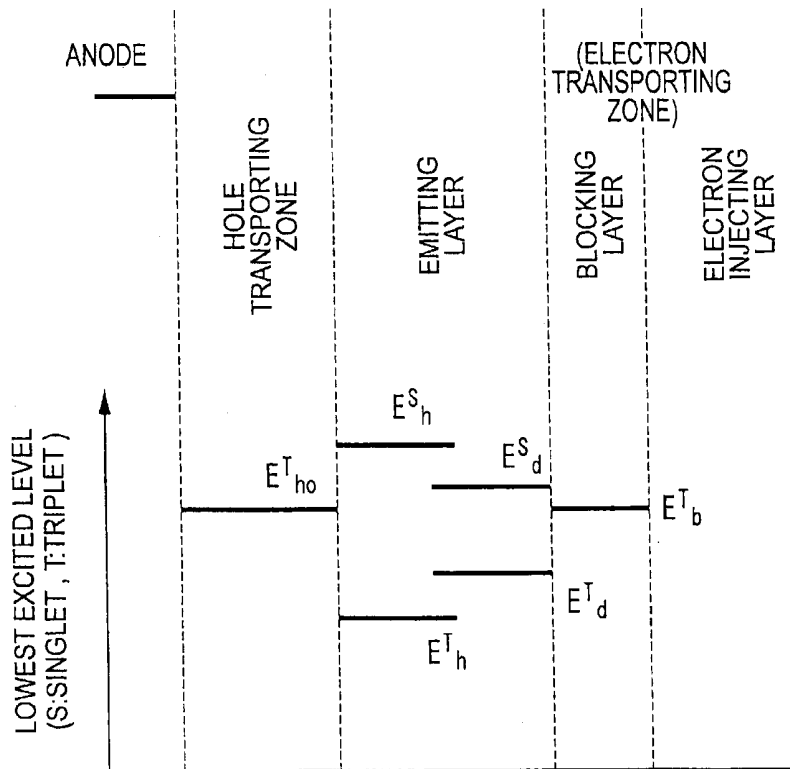 ANODE
(ELECTRON
TRANSPORTING
ZONE)
HOLE
TRANSPORTING
ZONE
EMITTING
LAYER
BLOCKING
LAYER
ELECTRON
INJECTING
LAYER
LOWEST EXCITED LEVEL
(S:SINGLET , T:TRIPLET )
E^S_h
E^S_d
E^T_ho
E^T_b
E^T_d
E^T_h